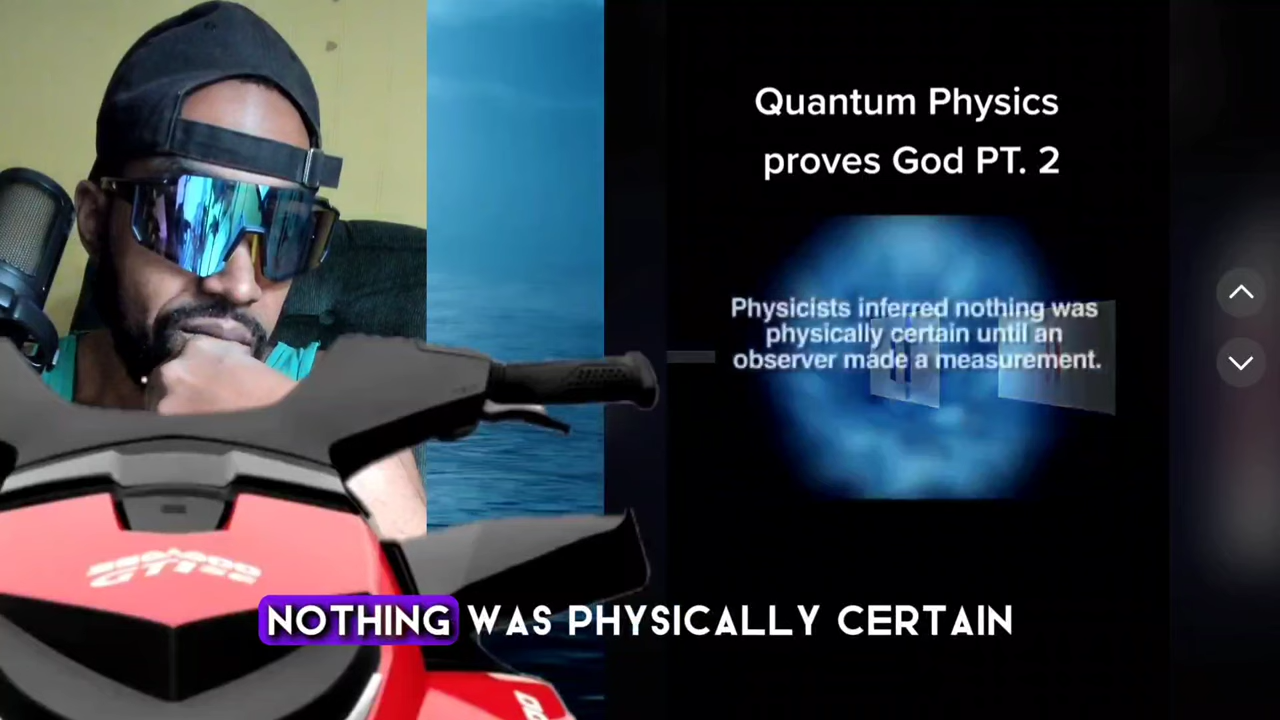 Quantum Physics
proves God PT. 2
Physicists inferred nothing was
physically certain until an
observer made a measurement.
SEADOO
NOTHING WAS PHYSICALLY CERTAIN